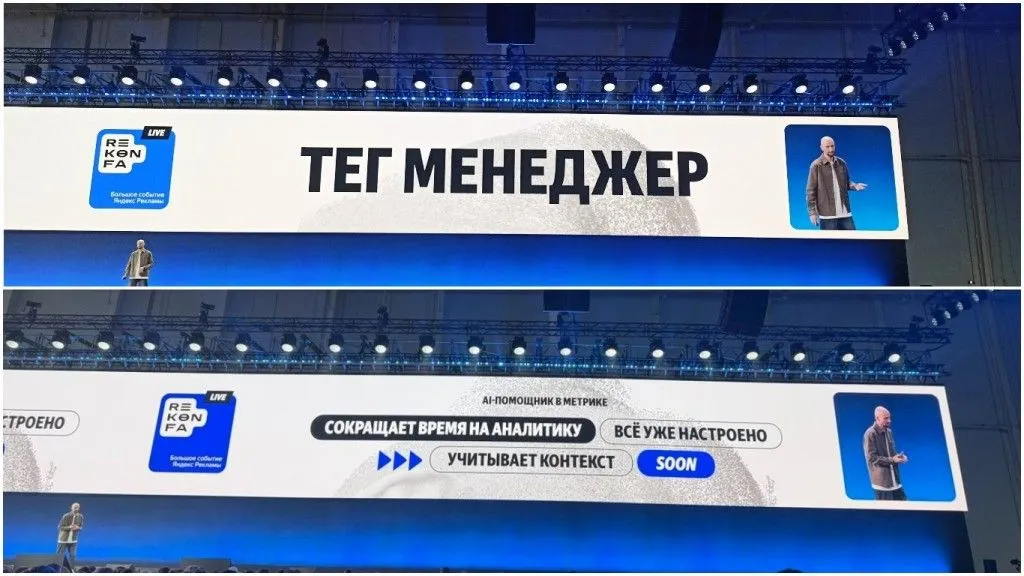 LIVE
RE
KON
FA
Большое событие
Яндекс Рекламы
ТЕГ МЕНЕДЖЕР
СТРОЕНО
LIVE
RE
KON
FA
Большое событие
Яндекс Рекламы
AI-ПОМОЩНИК В МЕТРИКЕ
СОКРАЩАЕТ ВРЕМЯ НА АНАЛИТИКУ
ВСЁ УЖЕ НАСТРОЕНО
УЧИТЫВАЕТ КОНТЕКСТ
SOON